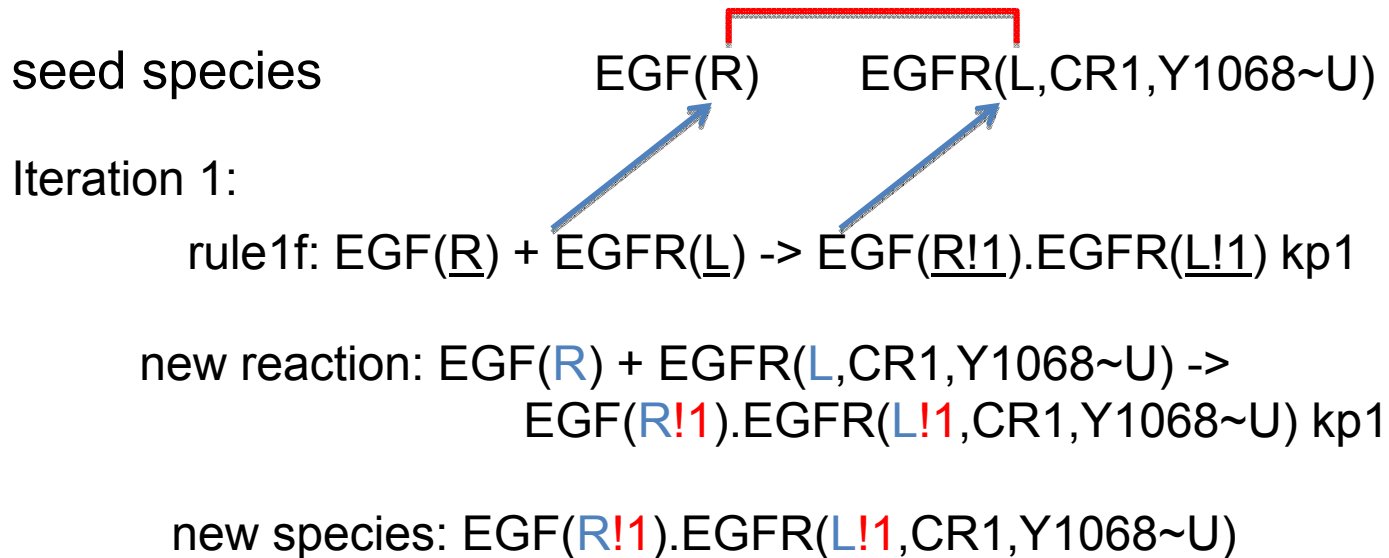 seed species EGF(R) EGFR(L,CR1,Y1068~U)
Iteration 1:
rule1f: EGF(R) + EGFR(L) -> EGF(R!1).EGFR(L!1) kp1
new reaction: EGF(R) + EGFR(L,CR1,Y1068~U) ->
EGF(R!1).EGFR(L!1,CR1,Y1068~U) kp1
new species: EGF(R!1).EGFR(L!1,CR1,Y1068~U)